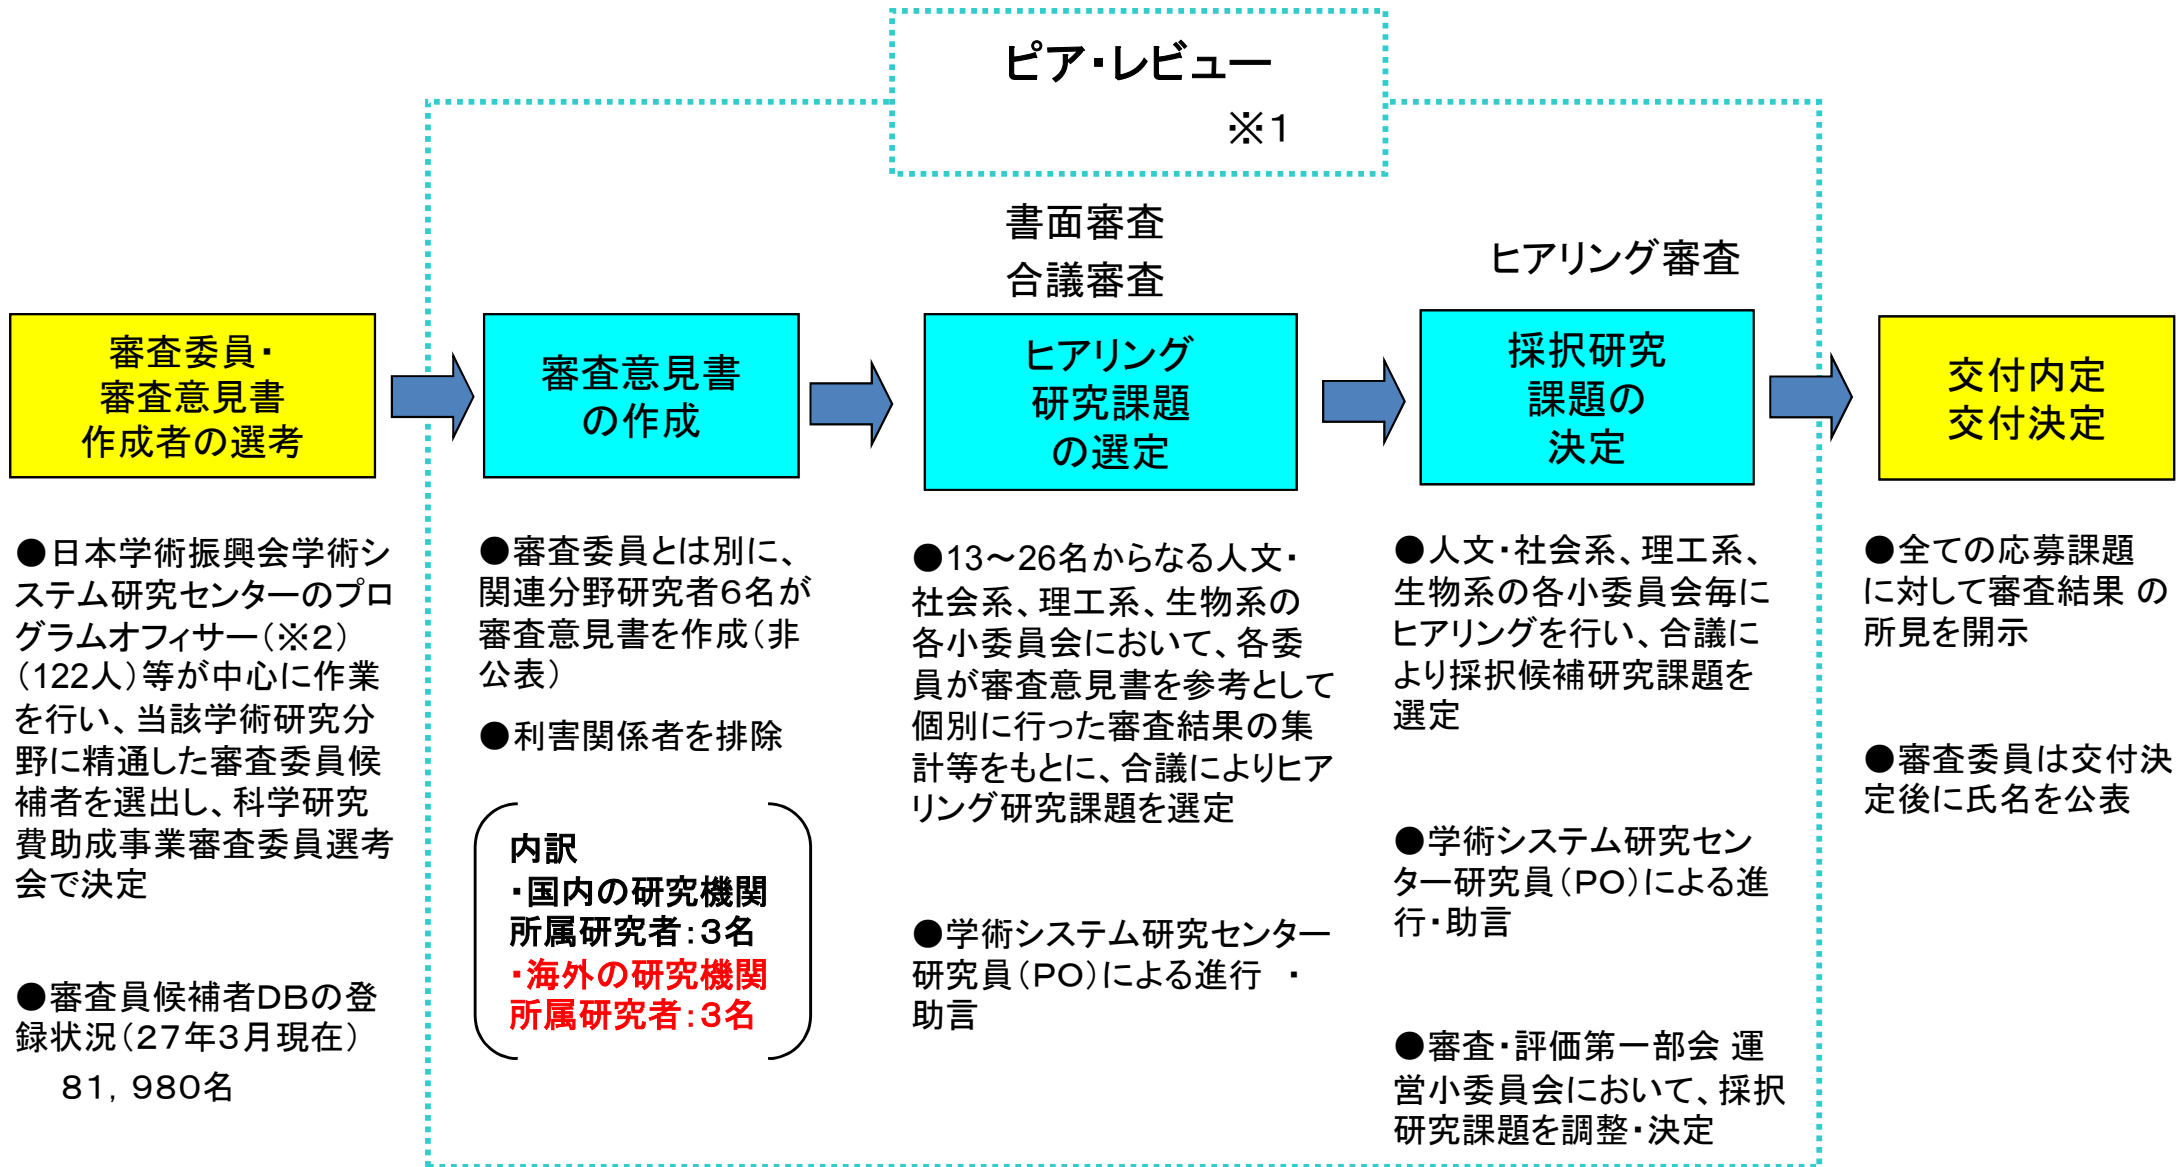 ピア・レビュー
※1
書面審査
合議審査
ヒアリング審査
審査委員・
審査意見書
作成者の選考
審査意見書
の作成
ヒアリング
研究課題
の選定
採択研究
課題の
決定
交付内定
交付決定
●日本学術振興会学術シ
ステム研究センターのプロ
グラムオフィサー（※２）
（122人）等が中心に作業
を行い、当該学術研究分
野に精通した審査委員候
補者を選出し、科学研究
費助成事業審査委員選考
会で決定
●審査員候補者ＤＢの登
録状況（２７年３月現在）
８１，９８０名
●審査委員とは別に、
関連分野研究者６名が
審査意見書を作成（非
公表）
●利害関係者を排除
内訳
・国内の研究機関
所属研究者：３名
・海外の研究機関
所属研究者：３名
●13～26名からなる人文・
社会系、理工系、生物系の
各小委員会において、各委
員が審査意見書を参考として
個別に行った審査結果の集
計等をもとに、合議によりヒア
リング研究課題を選定
●学術システム研究センター
研究員（ＰＯ）による進行　・
助言
●人文・社会系、理工系、
生物系の各小委員会毎に
ヒアリングを行い、合議に
より採択候補研究課題を
選定
●学術システム研究セン
ター研究員（ＰＯ）による進
行・助言
●審査・評価第一部会 運
営小委員会において、採択
研究課題を調整・決定
●全ての応募課題
に対して審査結果 の
所見を開示
●審査委員は交付決
定後に氏名を公表